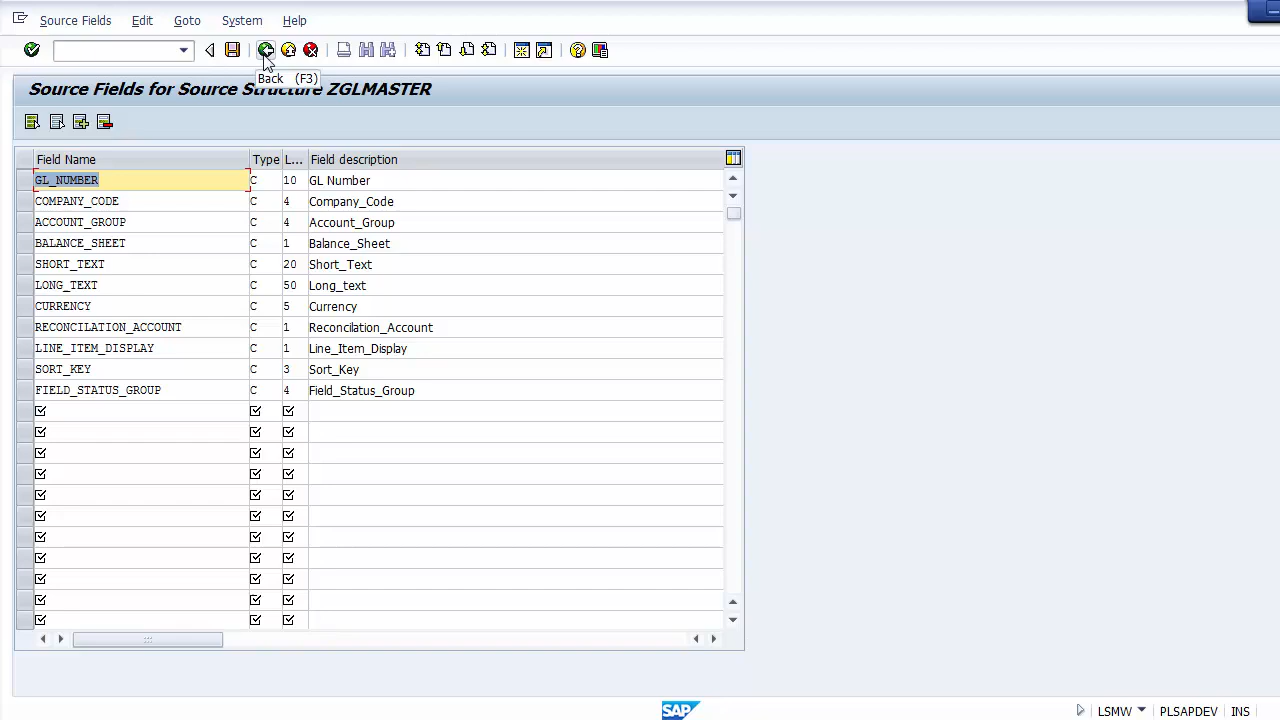 Source Fields Edit Goto System Help
Back (F3)
Source Fields for Source Structure ZGLMASTER
Field Name Type L... Field description
GL_NUMBER C 10 GL Number
COMPANY_CODE C 4 Company_Code
ACCOUNT_GROUP C 4 Account_Group
BALANCE_SHEET C 1 Balance_Sheet
SHORT_TEXT C 20 Short_Text
LONG_TEXT C 50 Long_text
CURRENCY C 5 Currency
RECONCILATION_ACCOUNT C 1 Reconcilation_Account
LINE_ITEM_DISPLAY C 1 Line_Item_Display
SORT_KEY C 3 Sort_Key
FIELD_STATUS_GROUP C 4 Field_Status_Group
SAP LSMW PLSAPDEV INS